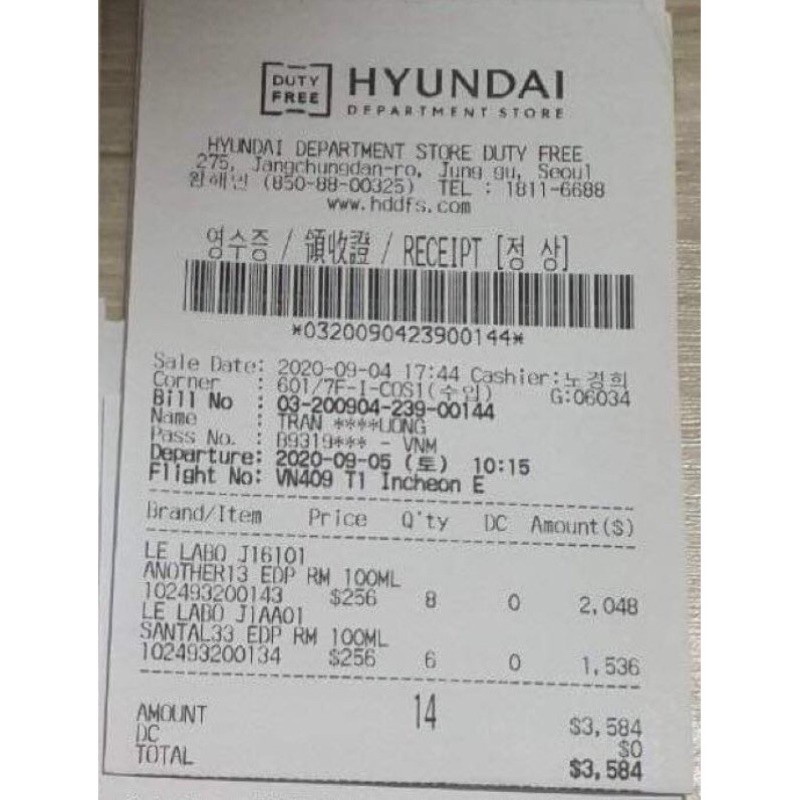 DUTY FREE HYUNDAI
DEPARTMENT STORE
HYUNDAI DEPARTMENT STORE DUTY FREE
275, Jangchungdan-ro, Jung gu, Seoul
황해연 (850-88-00325) TEL : 1811-6688
www.hddfs.com
영수증 / 領收證 / RECEIPT [정 상]
*0320090423900144*
Sale Date: 2020-09-04 17:44 Cashier:노경희
Corner : 601/7F-I-COS1(수입) G:06034
Bill No : 03-200904-239-00144
Name : TRAN ****UONG
Pass No. : B9319*** - VNM
Departure: 2020-09-05 (토) 10:15
Flight No: VN409 T1 Incheon E
Brand/Item Price Q'ty DC Amount($)
LE LABO J16101
ANOTHER13 EDP RM 100ML
102493200143 $256 8 0 2,048
LE LABO J1AA01
SANTAL33 EDP RM 100ML
102493200134 $256 6 0 1,536
14
AMOUNT $3,584
DC $0
TOTAL $3,584